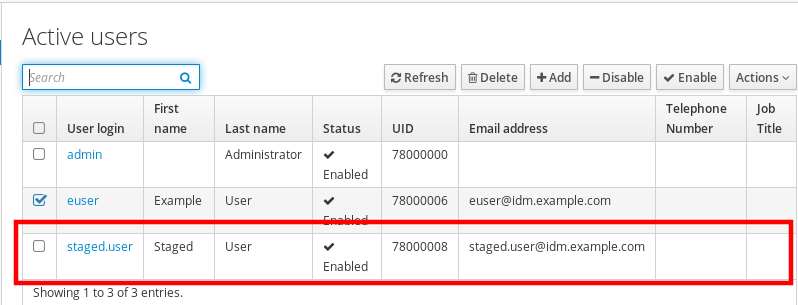 Active users
Search
Refresh Delete Add Disable Enable Actions
First Telephone Job
User login name Last name Status UID Email address Number Title
admin Administrator 78000000
Enabled
euser Example User 78000006 euser@idm.example.com
Enabled
staged.user Staged User 78000008 staged.user@idm.example.com
Enabled
Showing 1 to 3 of 3 entries.